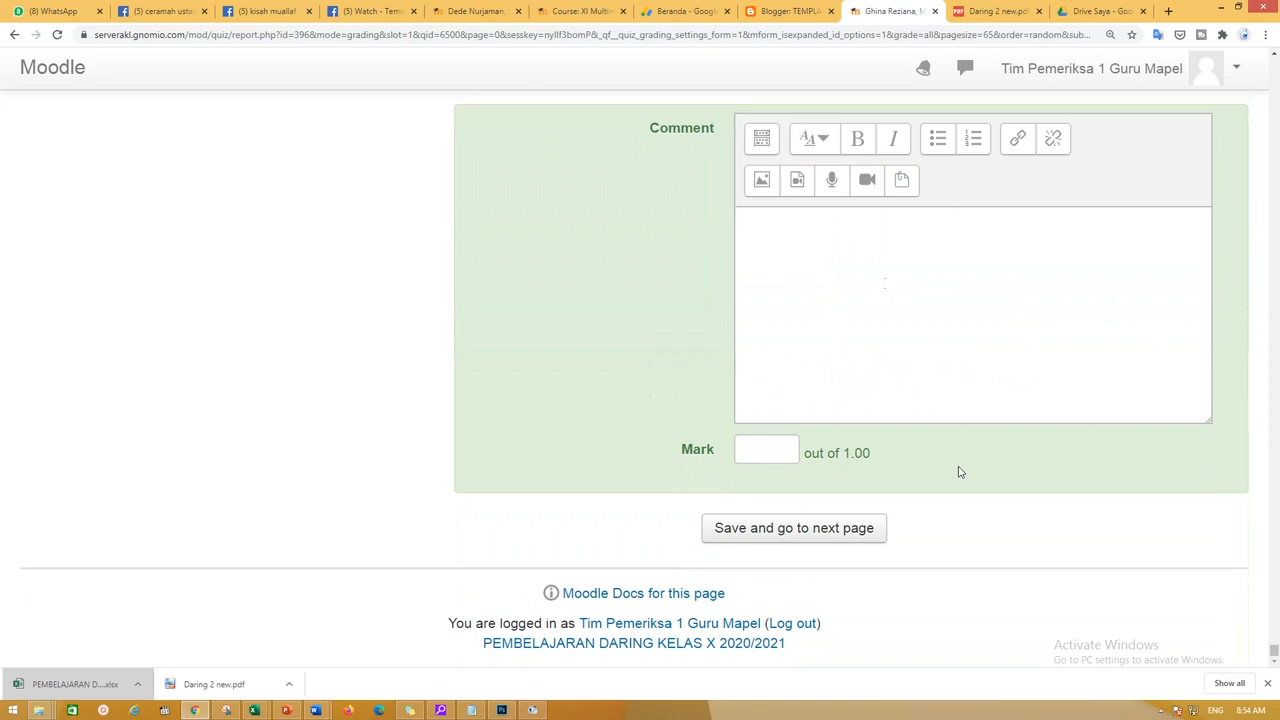 (8) WhatsApp
(5) ceramah usta
(5) kisah muallaf
(5) Watch - Tem
Dede Nurjaman,
Course: XI Multim
Beranda - Googl
Blogger: TEMPLA
Ghina Reziana, M
Daring 2 new.pdf
Drive Saya - Goo
serverakl.gnomio.com/mod/quiz/report.php?id=396&mode=grading&slot=1&qid=6500&page=0&sesskey=nyIIf3bomP&_qf__quiz_grading_settings_form=1&mform_isexpanded_id_options=1&grade=all&pagesize=65&order=random&sub...
Moodle
Tim Pemeriksa 1 Guru Mapel
Comment
Mark
out of 1.00
Save and go to next page
Moodle Docs for this page
You are logged in as Tim Pemeriksa 1 Guru Mapel (Log out)
PEMBELAJARAN DARING KELAS X 2020/2021
Activate Windows
Go to PC settings to activate Windows.
PEMBELAJARAN D....xlsx
Daring 2 new.pdf
Show all
ENG
8:54 AM